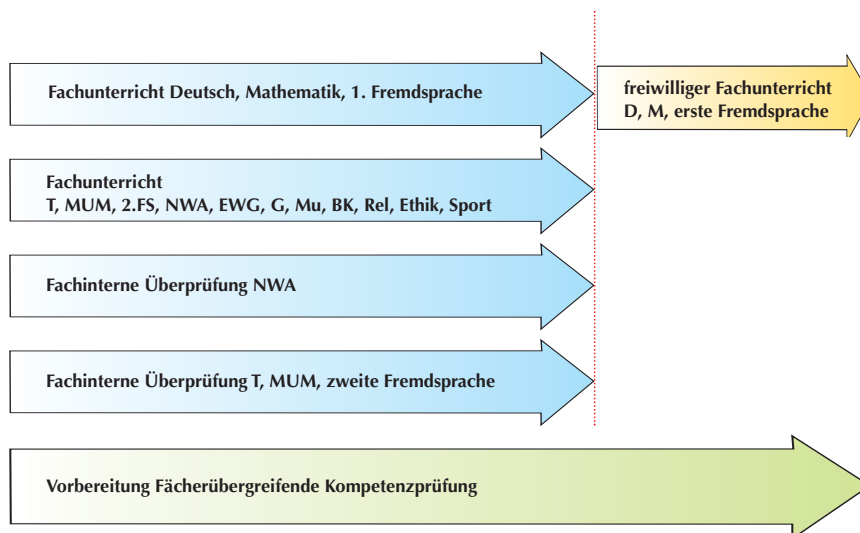 Fachunterricht Deutsch, Mathematik, 1. Fremdsprache
freiwilliger Fachunterricht
D, M, erste Fremdsprache
Fachunterricht
T, MUM, 2.FS, NWA, EWG, G, Mu, BK, Rel, Ethik, Sport
Fachinterne Überprüfung NWA
Fachinterne Überprüfung T, MUM, zweite Fremdsprache
Vorbereitung Fächerübergreifende Kompetenzprüfung